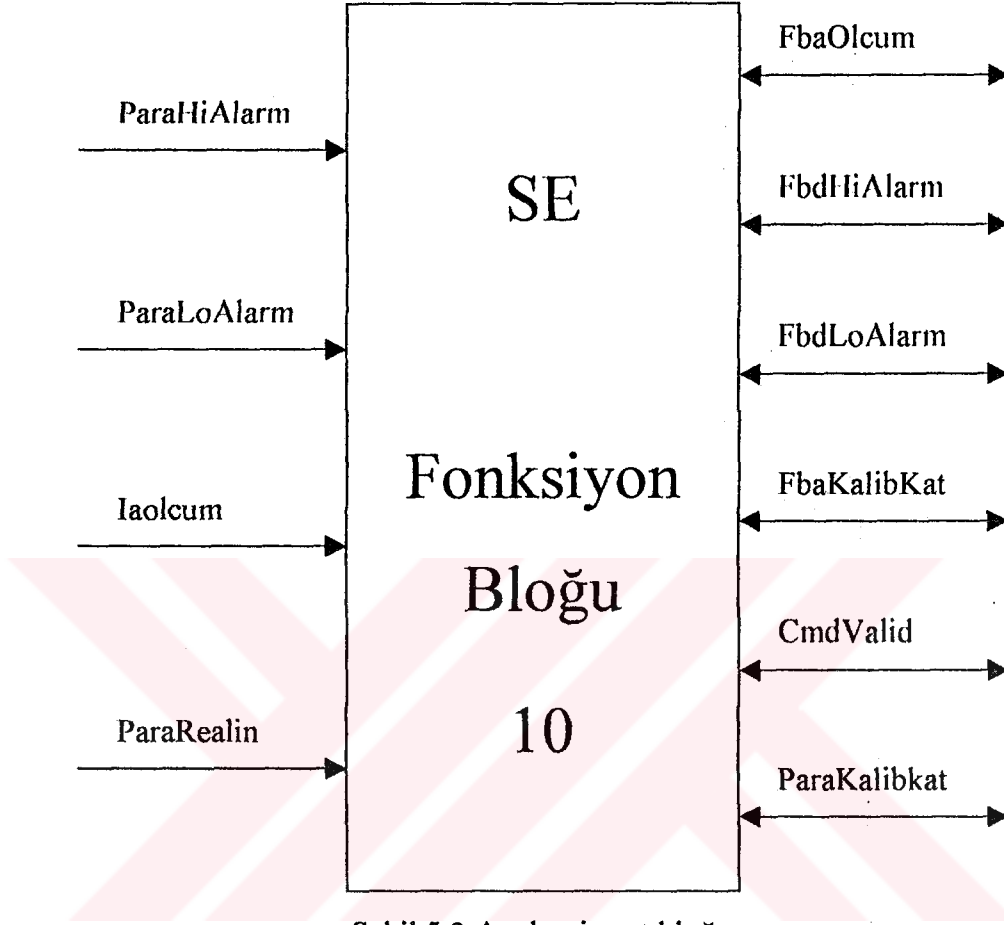 FbaOlcum
ParaHiAlarm
SE
FbdHiAlarm
ParaLoAlarm
FbdLoAlarm
Fonksiyon
FbaKalibKat
Iaolcum
Bloğu
CmdValid
10
ParaRealin
ParaKalibkat